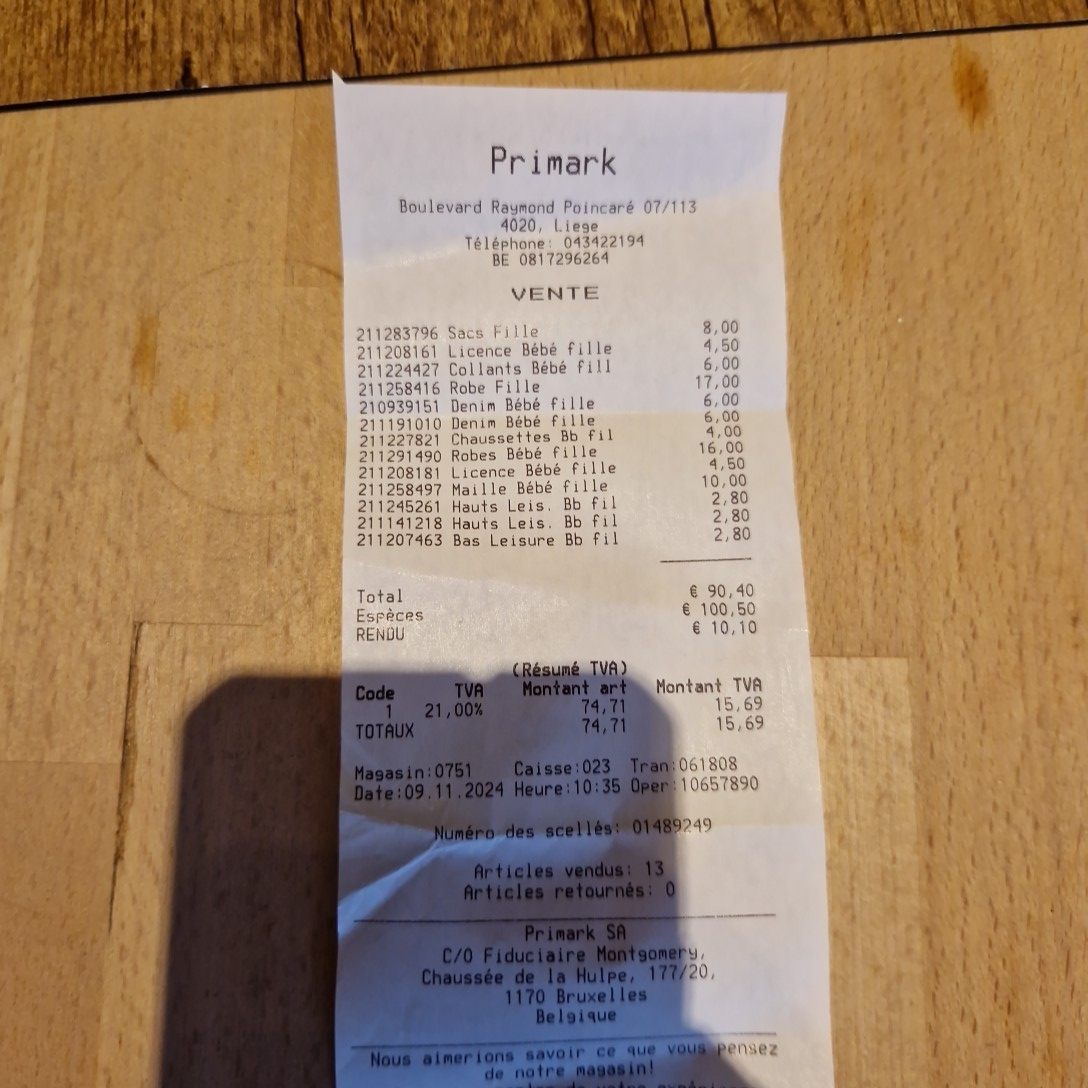 Primark
Boulevard Raymond Poincaré 07/113
4020, Liege
Téléphone: 043422194
BE 0817296264
VENTE
211283796 Sacs Fille 8,00
211208161 Licence Bébé fille 4,50
211224427 Collants Bébé fill 6,00
211258416 Robe Fille 17,00
210939151 Denim Bébé fille 6,00
211191010 Denim Bébé fille 6,00
211227821 Chaussettes Bb fil 4,00
211291490 Robes Bébé fille 16,00
211208181 Licence Bébé fille 4,50
211258497 Maille Bébé fille 10,00
211245261 Hauts Leis. Bb fil 2,80
211141218 Hauts Leis. Bb fil 2,80
211207463 Bas Leisure Bb fil 2,80
Total € 90,40
Espèces € 100,50
RENDU € 10,10
(Résumé TVA)
Code TVA Montant art Montant TVA
1 21,00% 74,71 15,69
TOTAUX 74,71 15,69
Magasin:0751 Caisse:023 Tran:061808
Date:09.11.2024 Heure:10:35 Oper:10657890
Numéro des scellés: 01489249
Articles vendus: 13
Articles retournés: 0
Primark SA
C/O Fiduciaire Montgomery,
Chaussée de la Hulpe, 177/20,
1170 Bruxelles
Belgique
Nous aimerions savoir ce que vous pensez
de notre magasin!